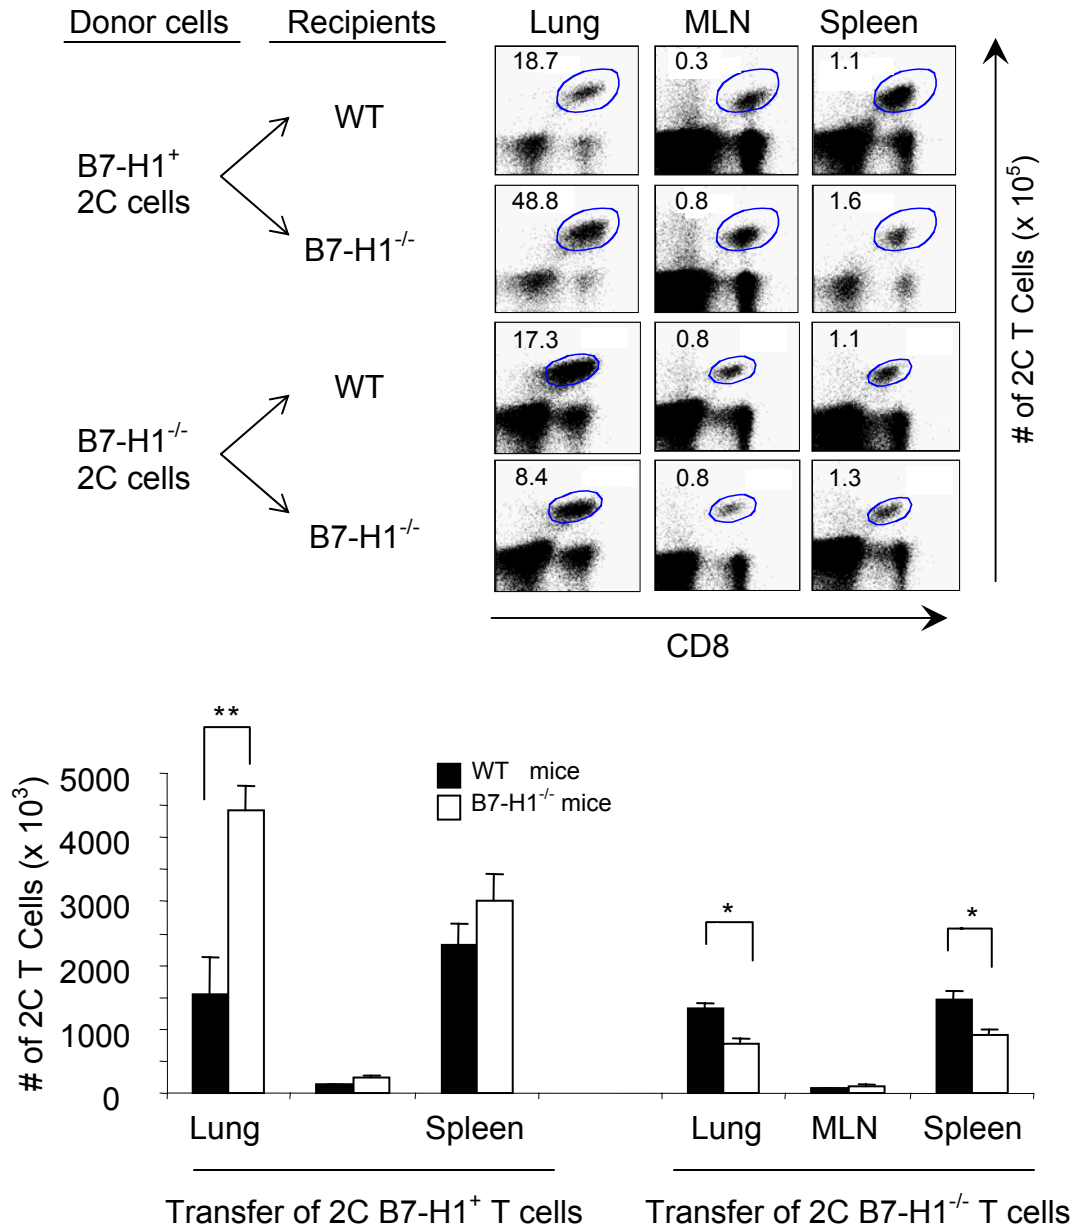 Donor cells Recipients Lung MLN Spleen
18.7 0.3 1.1
WT
B7-H1+
2C cells
48.8 0.8 1.6
B7-H1-/-
17.3 0.8 1.1
WT
B7-H1-/-
2C cells
8.4 0.8 1.3
B7-H1-/-
# of 2C T Cells (x 10^5)
CD8
# of 2C T Cells (x 10^3)
**
5000
4000
3000
2000
1000
0
WT mice
B7-H1-/- mice
*
*
Lung Spleen Lung MLN Spleen
Transfer of 2C B7-H1+ T cells Transfer of 2C B7-H1-/- T cells